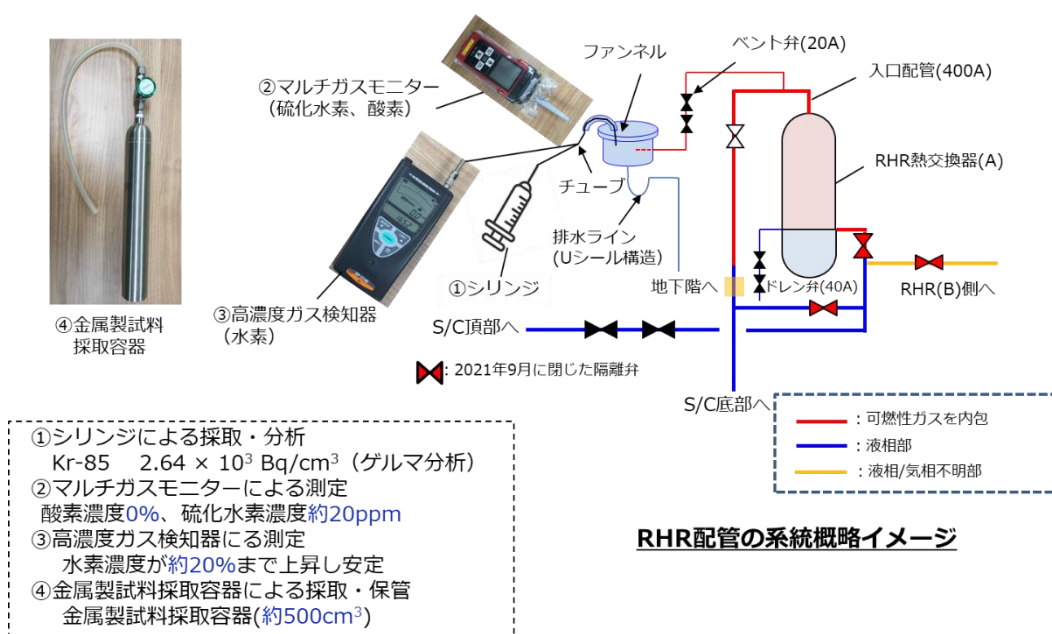 ②マルチガスモニター
(硫化水素、酸素)
ファンネル
ベント弁(20A)
入口配管(400A)
RHR熱交換器(A)
チューブ
排水ライン
(Uシール構造)
①シリンジ
③高濃度ガス検知器
(水素)
④金属製試料
採取容器
地下階へ
ドレン弁(40A)
RHR(B)側へ
S/C頂部へ
: 2021年9月に閉じた隔離弁
S/C底部へ
:可燃性ガスを内包
:液相部
:液相/気相不明部
①シリンジによる採取・分析
Kr-85 2.64 × 10³ Bq/cm³(ゲルマ分析)
②マルチガスモニターによる測定
酸素濃度0%、硫化水素濃度約20ppm
③高濃度ガス検知器にる測定
水素濃度が約20%まで上昇し安定
④金属製試料採取容器による採取・保管
金属製試料採取容器(約500cm³)
RHR配管の系統概略イメージ